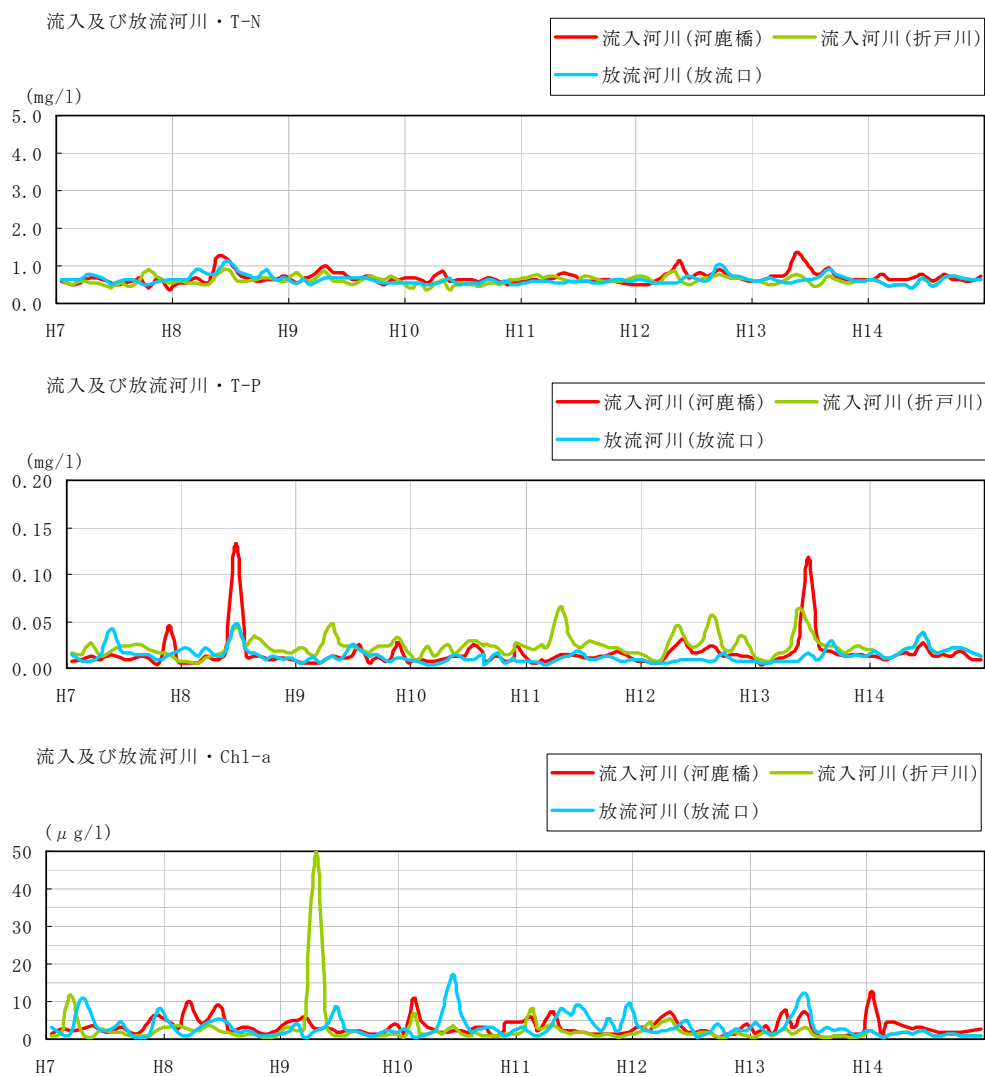 流入及び放流河川・T-N
流入河川(河鹿橋) 流入河川(折戸川)
放流河川(放流口)
(mg/l)
5.0
4.0
3.0
2.0
1.0
0.0
H7 H8 H9 H10 H11 H12 H13 H14
流入及び放流河川・T-P
流入河川(河鹿橋) 流入河川(折戸川)
放流河川(放流口)
(mg/l)
0.20
0.15
0.10
0.05
0.00
H7 H8 H9 H10 H11 H12 H13 H14
流入及び放流河川・Chl-a
流入河川(河鹿橋) 流入河川(折戸川)
放流河川(放流口)
(μg/l)
50
40
30
20
10
0
H7 H8 H9 H10 H11 H12 H13 H14